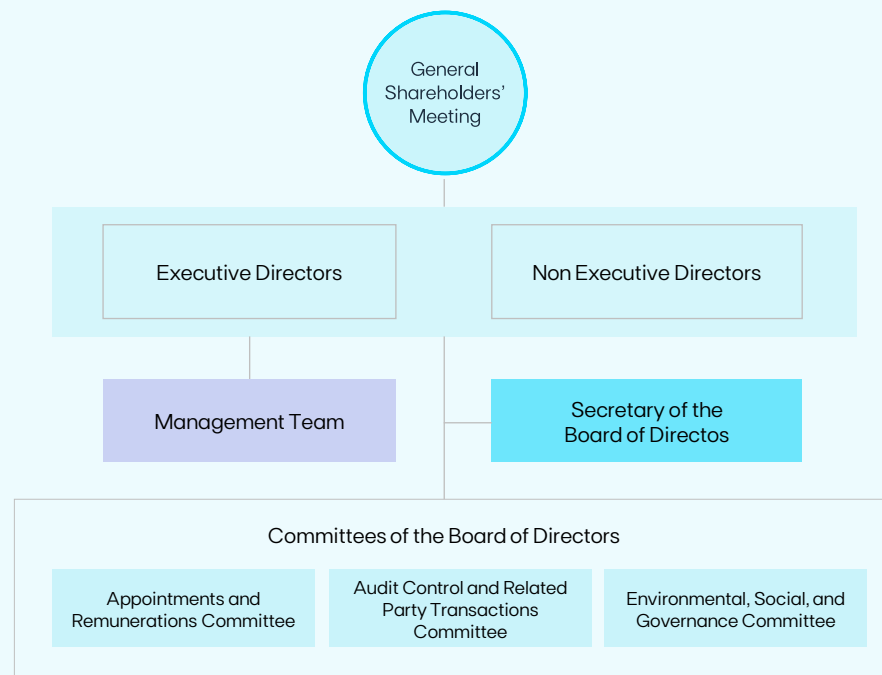 General
Shareholders’
Meeting
Executive Directors
Non Executive Directors
Management Team
Secretary of the
Board of Directos
Committees of the Board of Directors
Appointments and
Remunerations Committee
Audit Control and Related
Party Transactions
Committee
Environmental, Social, and
Governance Committee